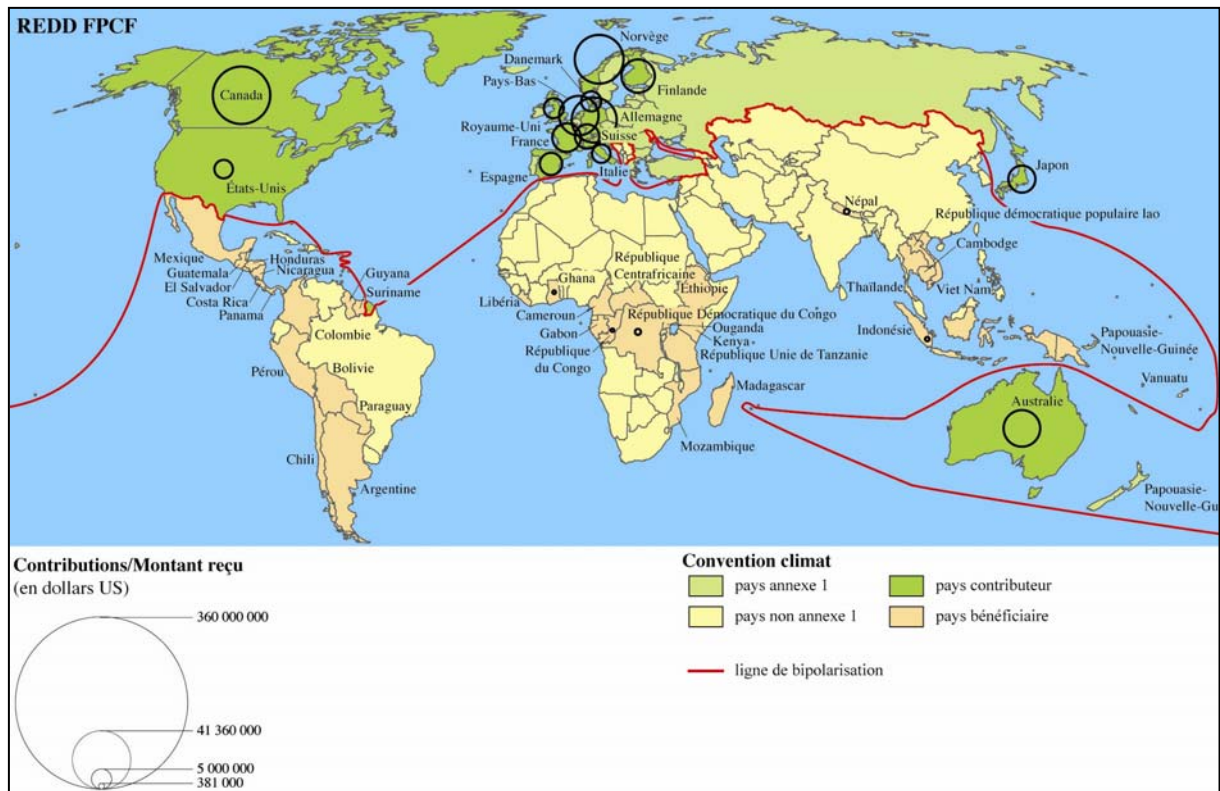 REDD FPCF
Norvège
Danemark
Pays-Bas
Canada
Finlande
Allemagne
Royaume-Uni
Suisse
France
Japon
Italie
Espagne
États-Unis
Népal
République démocratique populaire lao
Mexique
Honduras
Guatemala
Nicaragua
El Salvador
Costa Rica
Panama
Guyana
Suriname
République
Centrafricaine
Ghana
Éthiopie
Libéria
Cameroun
Cambodge
Thaïlande
Viet Nam
République Démocratique du Congo
Gabon
Ouganda
Kenya
République
du Congo
République Unie de Tanzanie
Indonésie
Papouasie-
Nouvelle-Guinée
Colombie
Pérou
Bolivie
Vanuatu
Madagascar
Australie
Paraguay
Mozambique
Chili
Argentine
Papouasie-
Nouvelle-Gu
Contributions/Montant reçu
(en dollars US)
360 000 000
41 360 000
5 000 000
381 000
Convention climat
pays annexe 1
pays contributeur
pays non annexe 1
pays bénéficiaire
ligne de bipolarisation